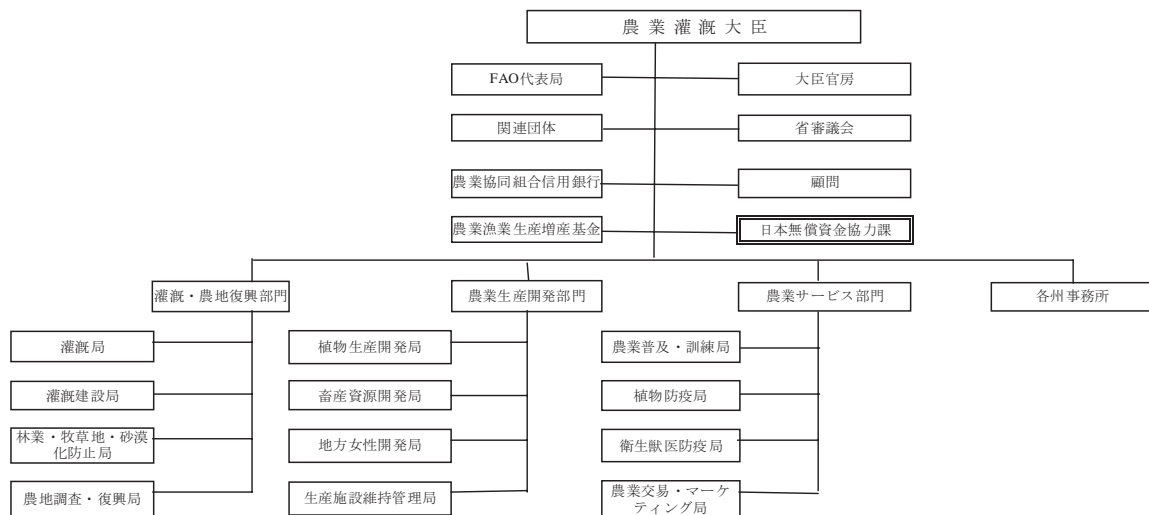 農業灌漑大臣
FAO代表局
大臣官房
関連団体
省審議会
農業協同組合信用銀行
顧問
農業漁業生産増産基金
日本無償資金協力課
灌漑・農地復興部門
農業生産開発部門
農業サービス部門
各州事務所
灌漑局
植物生産開発局
農業普及・訓練局
灌漑建設局
畜産資源開発局
植物防疫局
林業・牧草地・砂漠
化防止局
地方女性開発局
衛生獣医防疫局
農地調査・復興局
生産施設維持管理局
農業交易・マーケ
ティング局